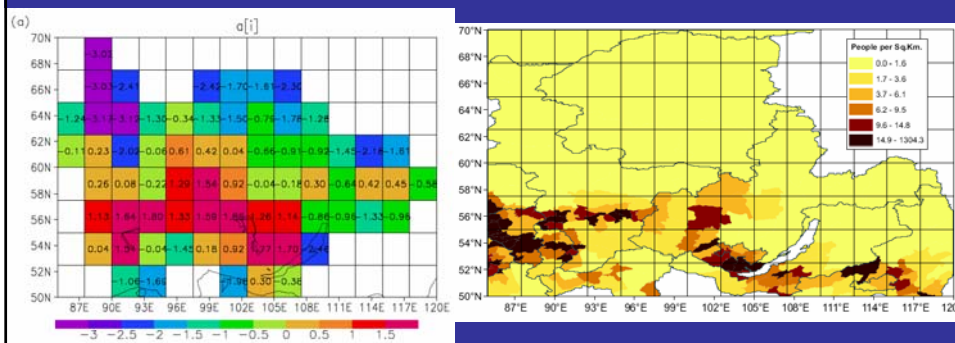 (a)
a[i]
70N
-3.02
68N
-3.03 -2.41 -2.42 -1.70 -1.81 -2.30
66N
64N
-1.24 -3.12 -1.30 -0.34 -1.33 -1.50 -0.79 -1.78 -1.28
62N
-0.11 0.23 -2.02 -0.06 0.61 0.42 0.04 -0.66 -0.91 -0.92 -1.45 -2.18 -1.61
60N
58N
0.26 0.08 -0.22 1.29 1.54 0.92 -0.04 -0.18 0.30 -0.64 0.42 0.45 -0.58
56N
1.13 1.64 1.80 1.33 1.59 1.26 1.14 -0.86 -0.96 -1.33 -0.96
54N
0.04 -0.04 -1.45 0.18 0.92 1.70 -2.46
52N
-1.06 -1.69 -1.96 0.30 -0.38
50N
87E 90E 93E 96E 99E 102E 105E 108E 111E 114E 117E 120E
-3 -2.5 -2 -1.5 -1 -0.5 0 0.5 1 1.5
70°N
68°N
66°N
64°N
62°N
60°N
58°N
56°N
54°N
52°N
50°N
87°E 90°E 93°E 96°E 99°E 102°E 105°E 108°E 111°E 114°E 117°E 120
People per Sq.Km.
0.0 - 1.6
1.7 - 3.6
3.7 - 6.1
6.2 - 9.5
9.6 - 14.8
14.9 - 1304.3